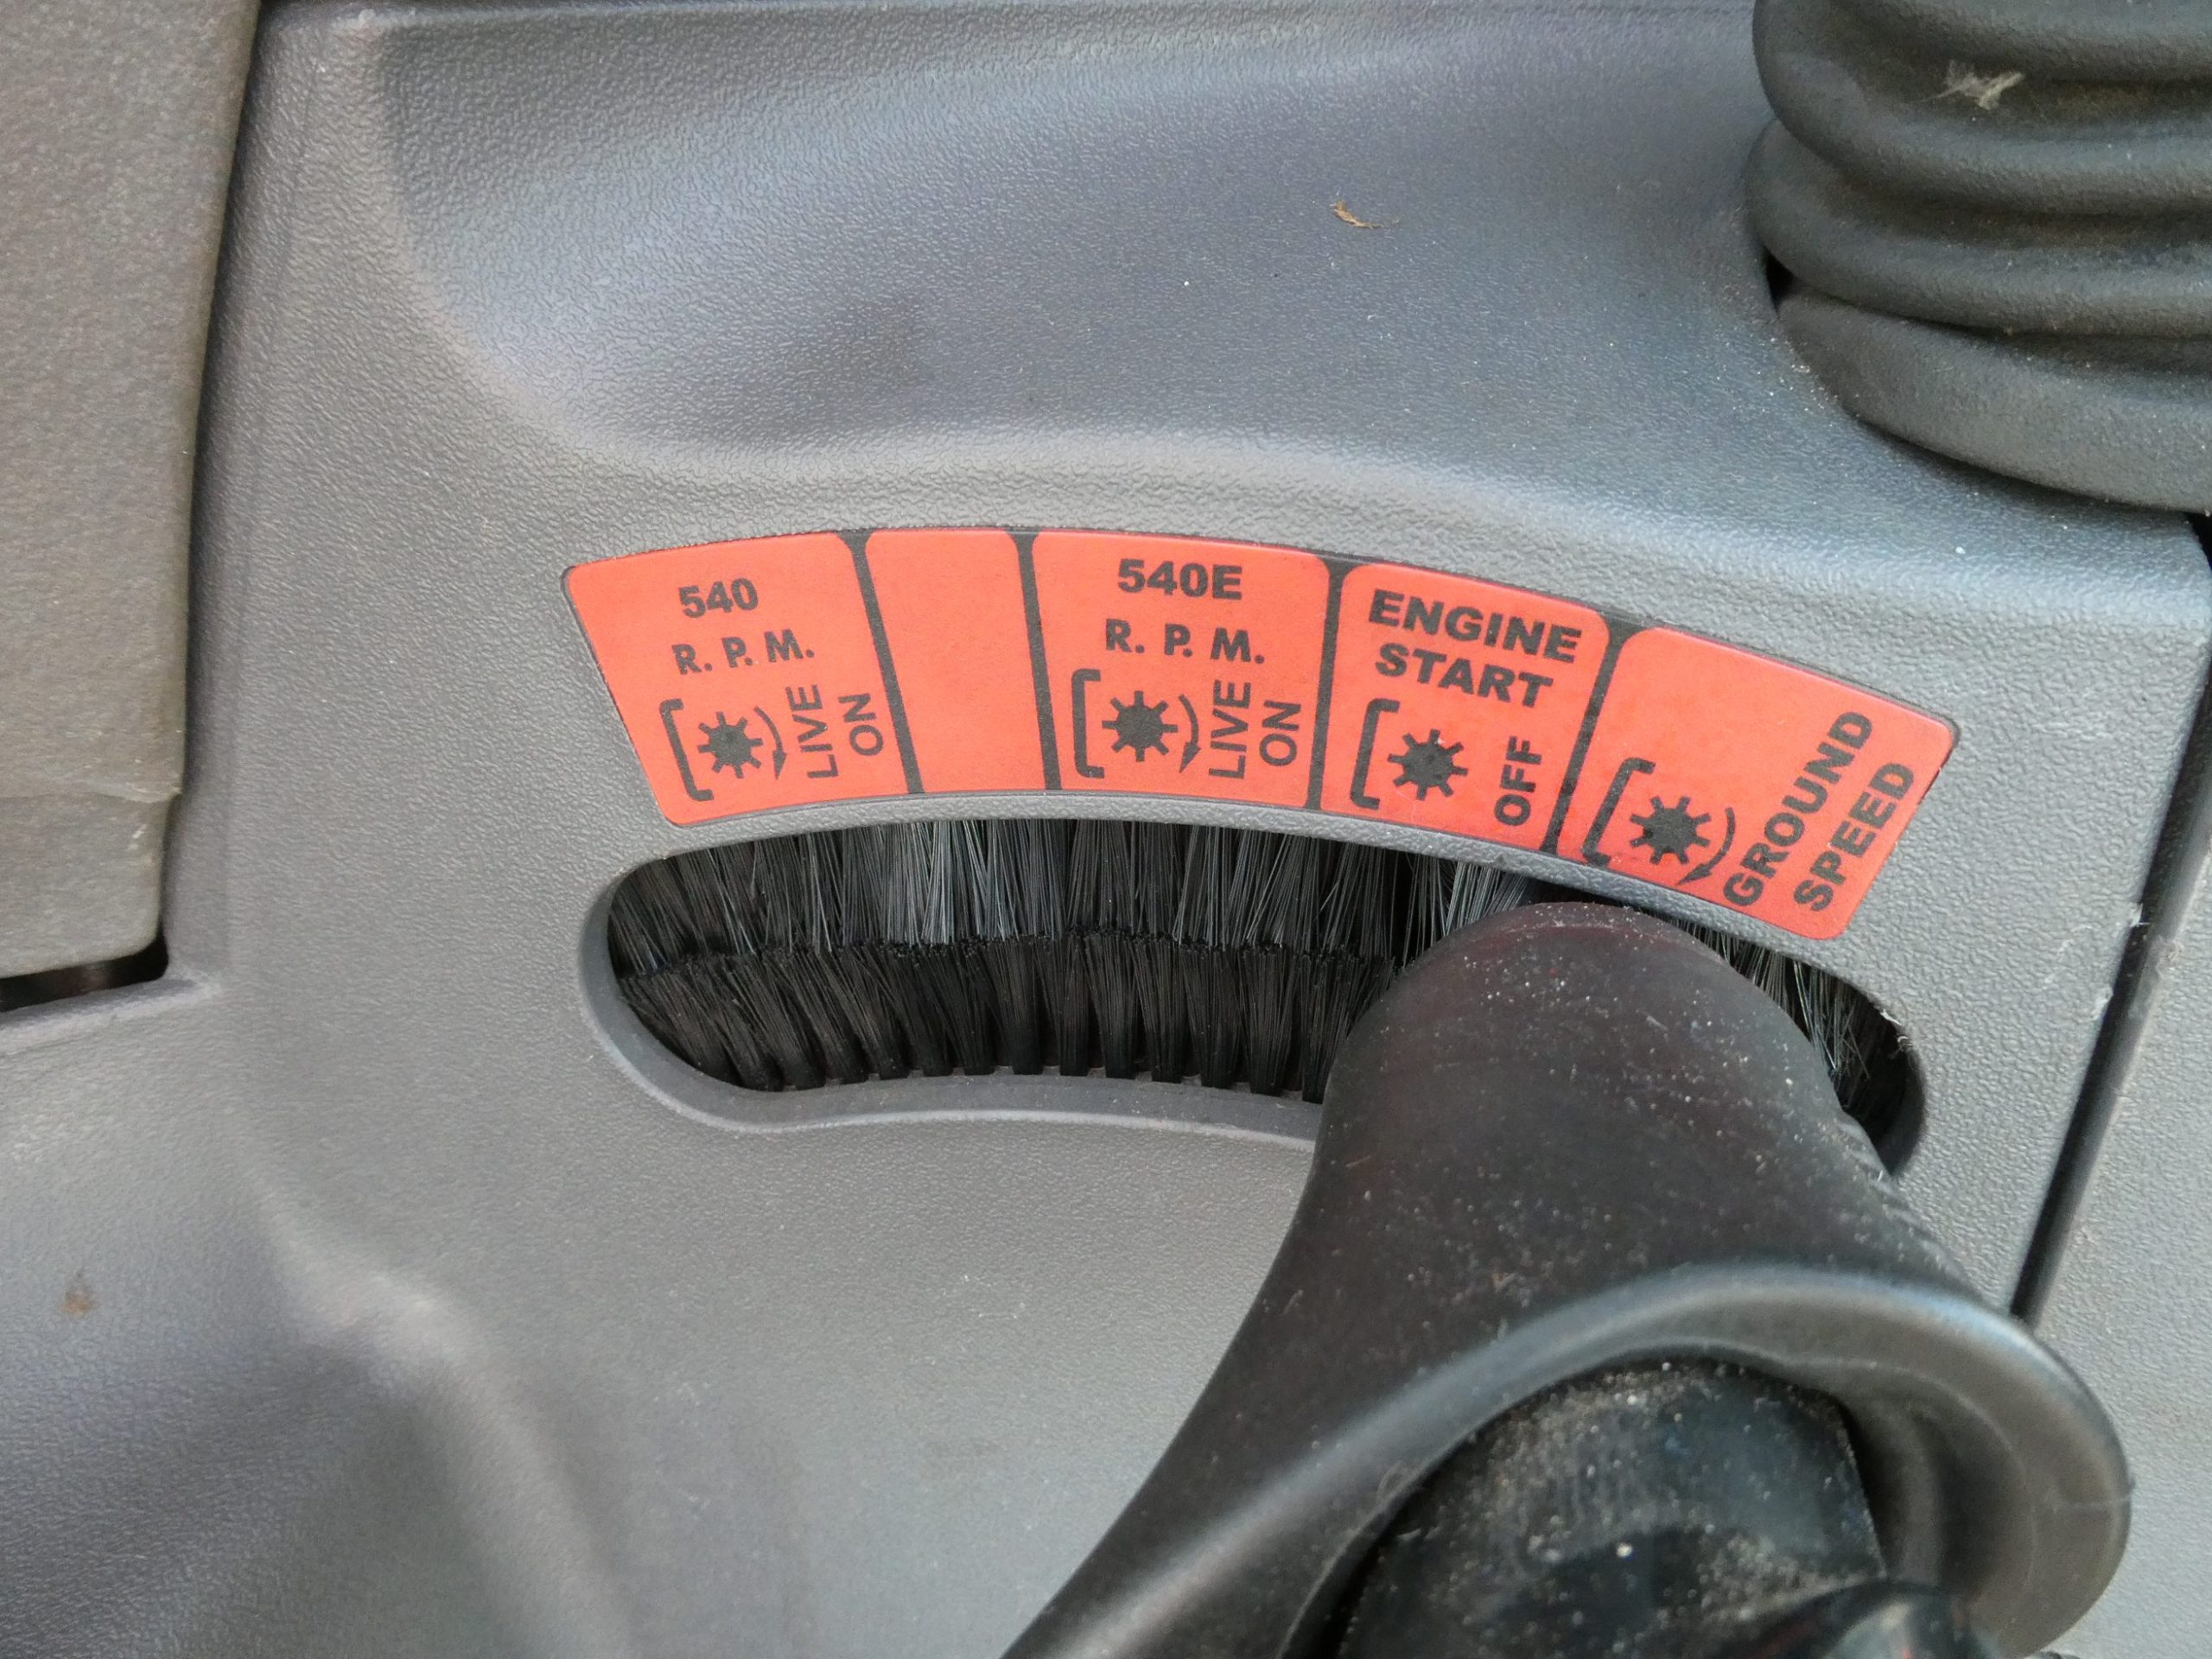 540
R. P. M.
LIVE
ON
540E
R. P. M.
LIVE
ON
ENGINE
START
OFF
GROUND
SPEED